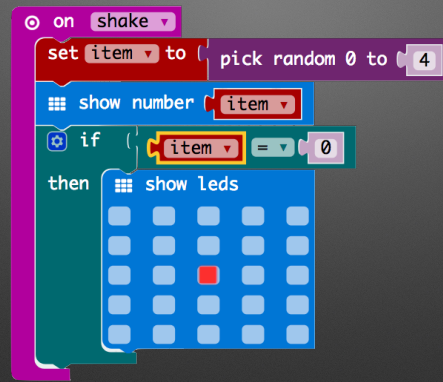 on shake
set item to pick random 0 to 4
show number item
if item = 0
then show leds